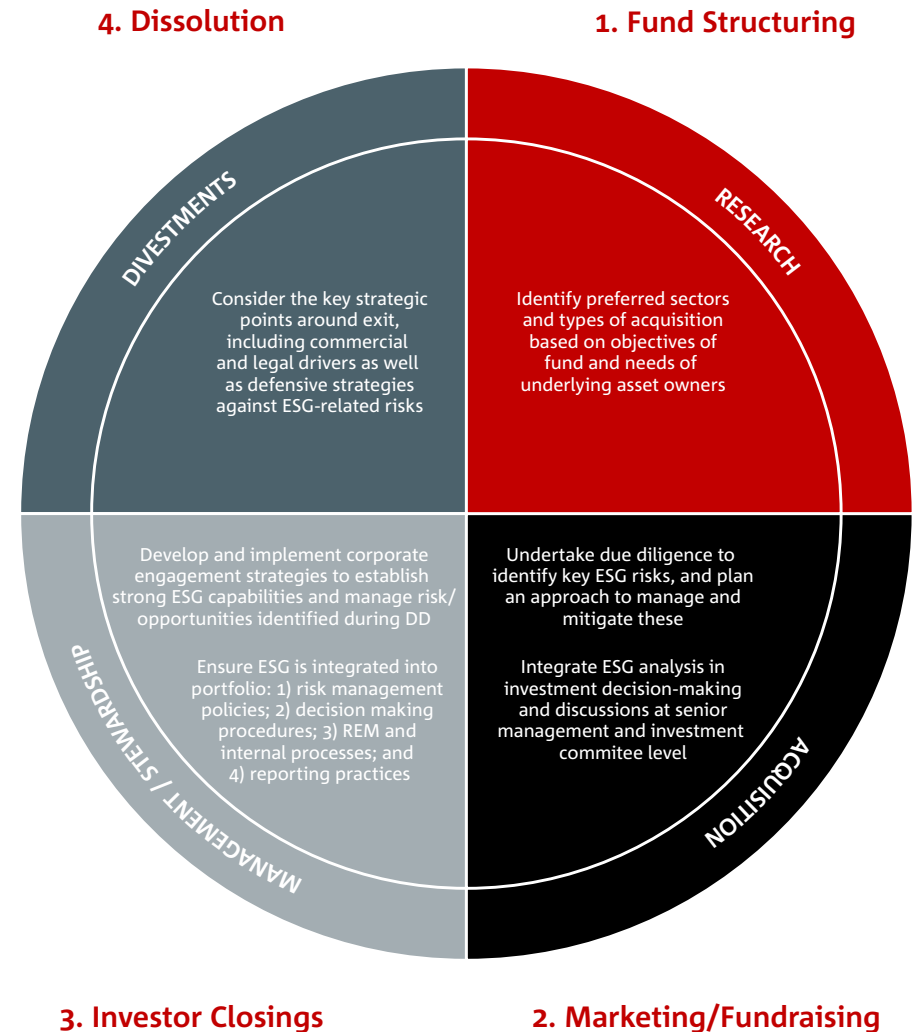 4. Dissolution
1. Fund Structuring
DIVESTMENTS
Consider the key strategic
points around exit,
including commercial
and legal drivers as well
as defensive strategies
against ESG-related risks
RESEARCH
Identify preferred sectors
and types of acquisition
based on objectives of
fund and needs of
underlying asset owners
MANAGEMENT / STEWARDSHIP
Develop and implement corporate
engagement strategies to establish
strong ESG capabilities and manage risk/
opportunities identified during DD
Ensure ESG is integrated into
portfolio: 1) risk management
policies; 2) decision making
procedures; 3) REM and
internal processes; and
4) reporting practices
Undertake due diligence to
identify key ESG risks, and plan
an approach to manage and
mitigate these
Integrate ESG analysis in
investment decision-making
and discussions at senior
management and investment
commitee level
ACQUISITION
3. Investor Closings
2. Marketing/Fundraising